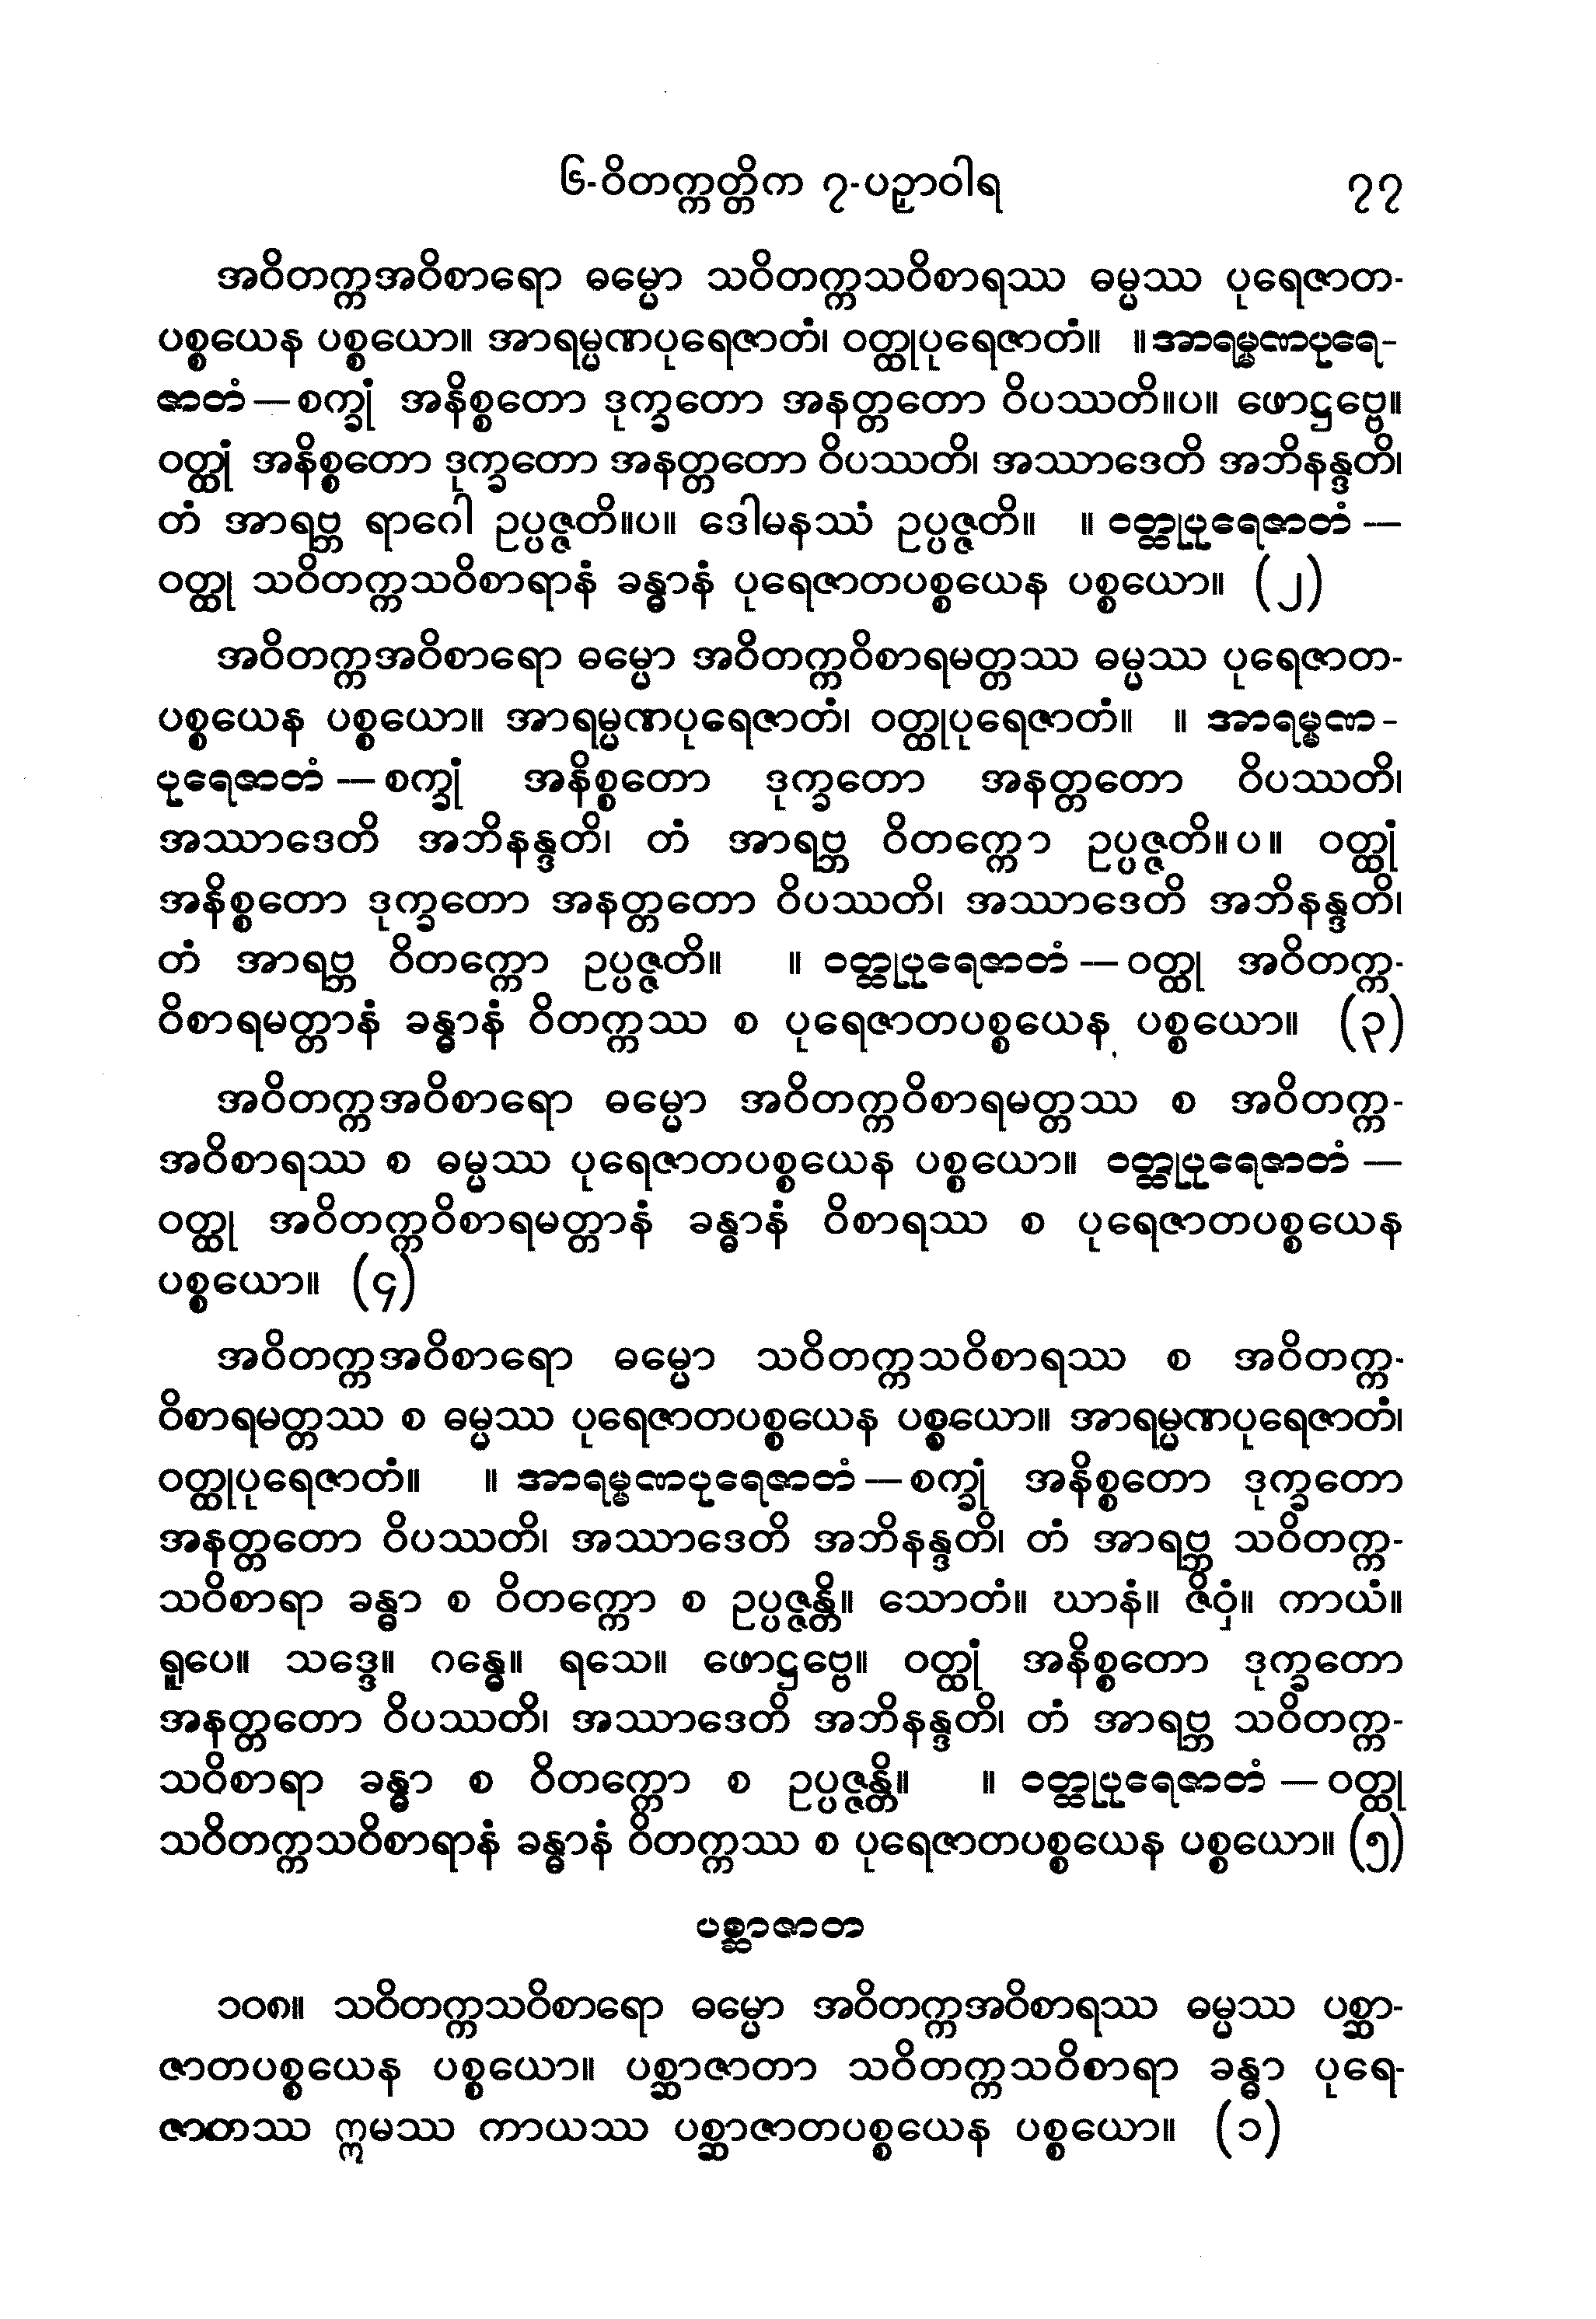 ၆-ဝိတက္ကတ္တိက ၇-ပဉှာဝါရ ၇၇
အဝိတက္ကအဝိစာရော ဓမ္မော သဝိတက္ကသဝိစာရဿ ဓမ္မဿ ပုရေဇာတ-
ပစ္စယေန ပစ္စယော။ အာရမ္မဏပုရေဇာတံ၊ ဝတ္ထုပုရေဇာတံ။ ။အာရမ္မဏပုရေ-
ဇာတံ — စက္ခုံ အနိစ္စတော ဒုက္ခတော အနတ္တတော ဝိပဿတိ။ပ။ ဖောဋ္ဌဗ္ဗေ။
ဝတ္ထုံ အနိစ္စတော ဒုက္ခတော အနတ္တတော ဝိပဿတိ၊ အဿာဒေတိ အဘိနန္ဒတိ၊
တံ အာရဗ္ဘ ရာဂေါ ဥပ္ပဇ္ဇတိ။ပ။ ဒေါမနဿံ ဥပ္ပဇ္ဇတိ။ ။ ဝတ္ထုပုရေဇာတံ —
ဝတ္ထု သဝိတက္ကသဝိစာရာနံ ခန္ဓာနံ ပုရေဇာတပစ္စယေန ပစ္စယော။ (၂)
အဝိတက္ကအဝိစာရော ဓမ္မော အဝိတက္ကဝိစာရမတ္တဿ ဓမ္မဿ ပုရေဇာတ-
ပစ္စယေန ပစ္စယော။ အာရမ္မဏပုရေဇာတံ၊ ဝတ္ထုပုရေဇာတံ။ ။ အာရမ္မဏ-
ပုရေဇာတံ — စက္ခုံ အနိစ္စတော ဒုက္ခတော အနတ္တတော ဝိပဿတိ၊
အဿာဒေတိ အဘိနန္ဒတိ၊ တံ အာရဗ္ဘ ဝိတက္ကော ဥပ္ပဇ္ဇတိ။ပ။ ဝတ္ထုံ
အနိစ္စတော ဒုက္ခတော အနတ္တတော ဝိပဿတိ၊ အဿာဒေတိ အဘိနန္ဒတိ၊
တံ အာရဗ္ဘ ဝိတက္ကော ဥပ္ပဇ္ဇတိ။ ။ ဝတ္ထုပုရေဇာတံ — ဝတ္ထု အဝိတက္က-
ဝိစာရမတ္တာနံ ခန္ဓာနံ ဝိတက္ကဿ စ ပုရေဇာတပစ္စယေန ပစ္စယော။ (၃)
အဝိတက္ကအဝိစာရော ဓမ္မော အဝိတက္ကဝိစာရမတ္တဿ စ အဝိတက္က-
အဝိစာရဿ စ ဓမ္မဿ ပုရေဇာတပစ္စယေန ပစ္စယော။ ဝတ္ထုပုရေဇာတံ —
ဝတ္ထု အဝိတက္ကဝိစာရမတ္တာနံ ခန္ဓာနံ ဝိစာရဿ စ ပုရေဇာတပစ္စယေန
ပစ္စယော။ (၄)
အဝိတက္ကအဝိစာရော ဓမ္မော သဝိတက္ကသဝိစာရဿ စ အဝိတက္က-
ဝိစာရမတ္တဿ စ ဓမ္မဿ ပုရေဇာတပစ္စယေန ပစ္စယော။ အာရမ္မဏပုရေဇာတံ၊
ဝတ္ထုပုရေဇာတံ။ ။ အာရမ္မဏပုရေဇာတံ — စက္ခုံ အနိစ္စတော ဒုက္ခတော
အနတ္တတော ဝိပဿတိ၊ အဿာဒေတိ အဘိနန္ဒတိ၊ တံ အာရဗ္ဘ သဝိတက္က-
သဝိစာရာ ခန္ဓာ စ ဝိတက္ကော စ ဥပ္ပဇ္ဇန္တိ။ သောတံ။ ဃာနံ။ ဇိဝှံ။ ကာယံ။
ရူပေ။ သဒ္ဒေ။ ဂန္ဓေ။ ရသေ။ ဖောဋ္ဌဗ္ဗေ။ ဝတ္ထုံ အနိစ္စတော ဒုက္ခတော
အနတ္တတော ဝိပဿတိ၊ အဿာဒေတိ အဘိနန္ဒတိ၊ တံ အာရဗ္ဘ သဝိတက္က-
သဝိစာရာ ခန္ဓာ စ ဝိတက္ကော စ ဥပ္ပဇ္ဇန္တိ။ ။ ဝတ္ထုပုရေဇာတံ — ဝတ္ထု
သဝိတက္ကသဝိစာရာနံ ခန္ဓာနံ ဝိတက္ကဿ စ ပုရေဇာတပစ္စယေန ပစ္စယော။ (၅)
ပစ္ဆာဇာတ
၁၀၈။ သဝိတက္ကသဝိစာရော ဓမ္မော အဝိတက္ကအဝိစာရဿ ဓမ္မဿ ပစ္ဆာ-
ဇာတပစ္စယေန ပစ္စယော။ ပစ္ဆာဇာတာ သဝိတက္ကသဝိစာရာ ခန္ဓာ ပုရေ-
ဇာတဿ ဣမဿ ကာယဿ ပစ္ဆာဇာတပစ္စယေန ပစ္စယော။ (၁)